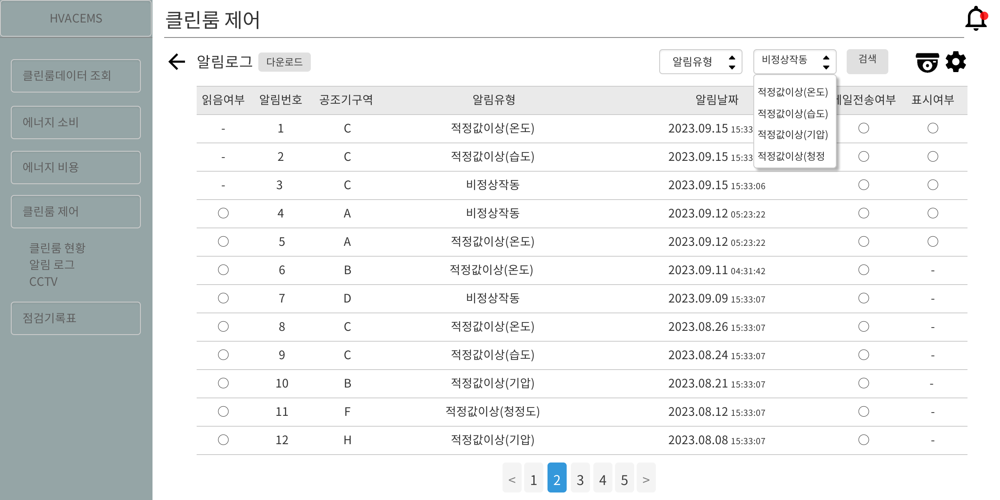 HVACEMS
클린룸데이터 조회
에너지 소비
에너지 비용
클린룸 제어
클린룸 현황
알림 로그
CCTV
점검기록표
클린룸 제어
알림로그 다운로드 알림유형 비정상작동 검색
적정값이상(온도)
적정값이상(습도)
적정값이상(기압)
적정값이상(청정
읽음여부 알림번호 공조기구역 알림유형 알림날짜 메일전송여부 표시여부
- 1 C 적정값이상(온도) 2023.09.15 15:33 ○ ○
- 2 C 적정값이상(습도) 2023.09.15 15:33 ○ ○
- 3 C 비정상작동 2023.09.15 15:33:06 ○ ○
○ 4 A 비정상작동 2023.09.12 05:23:22 ○ ○
○ 5 A 적정값이상(온도) 2023.09.12 05:23:22 ○ ○
○ 6 B 적정값이상(온도) 2023.09.11 04:31:42 ○ -
○ 7 D 비정상작동 2023.09.09 15:33:07 ○ -
○ 8 C 적정값이상(온도) 2023.08.26 15:33:07 ○ -
○ 9 C 적정값이상(습도) 2023.08.24 15:33:07 ○ -
○ 10 B 적정값이상(기압) 2023.08.21 15:33:07 ○ -
○ 11 F 적정값이상(청정도) 2023.08.12 15:33:07 ○ -
○ 12 H 적정값이상(기압) 2023.08.08 15:33:07 ○ -
< 1 2 3 4 5 >